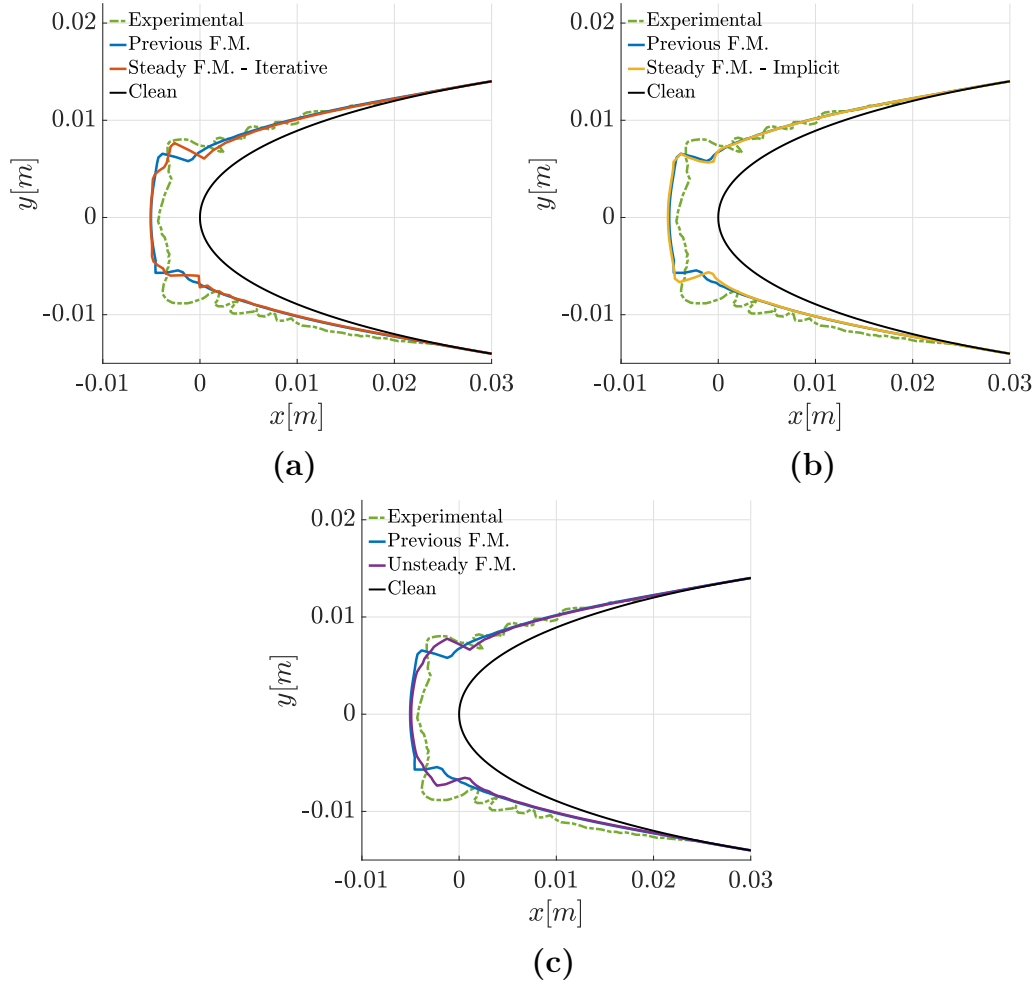 0.02
0.01
0
-0.01
y[m]
Experimental
Previous F.M.
Steady F.M. - Iterative
Clean
-0.01 0 0.01 0.02 0.03
x[m]
(a)
0.02
0.01
0
-0.01
y[m]
Experimental
Previous F.M.
Steady F.M. - Implicit
Clean
-0.01 0 0.01 0.02 0.03
x[m]
(b)
0.02
0.01
0
-0.01
y[m]
Experimental
Previous F.M.
Unsteady F.M.
Clean
-0.01 0 0.01 0.02 0.03
x[m]
(c)